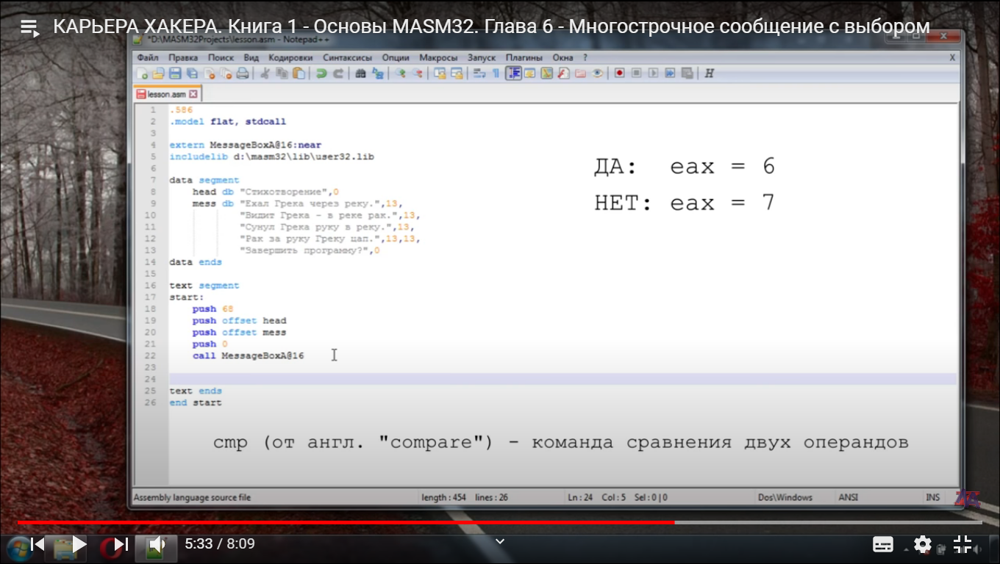 КАРЬЕРА ХАКЕРА. Книга 1 - Основы MASM32. Глава 6 - Многострочное сообщение с выбором
*D:\MASM32Projects\lesson.asm - Notepad++
Файл Правка Поиск Вид Кодировки Синтаксисы Опции Макросы Запуск Плагины Окна ? X
lesson.asm
1 .586
2 .model flat, stdcall
3
4 extern MessageBoxA@16:near
5 includelib d:\masm32\lib\user32.lib
6
7 data segment
8 head db "Стихотворение",0
9 mess db "Ехал Грека через реку.",13,
10 "Видит Грека - в реке рак.",13,
11 "Сунул Грека руку в реку.",13,
12 "Рак за руку Греку цап.",13,13,
13 "Завершить программу?",0
14 data ends
15
16 text segment
17 start:
18 push 68
19 push offset head
20 push offset mess
21 push 0
22 call MessageBoxA@16
23
24
25 text ends
26 end start
ДА: eax = 6
НЕТ: eax = 7
cmp (от англ. "compare") - команда сравнения двух операндов
Assembly language source file length : 454 lines : 26 Ln : 24 Col : 5 Sel : 0 | 0 Dos\Windows ANSI INS
5:33 / 8:09